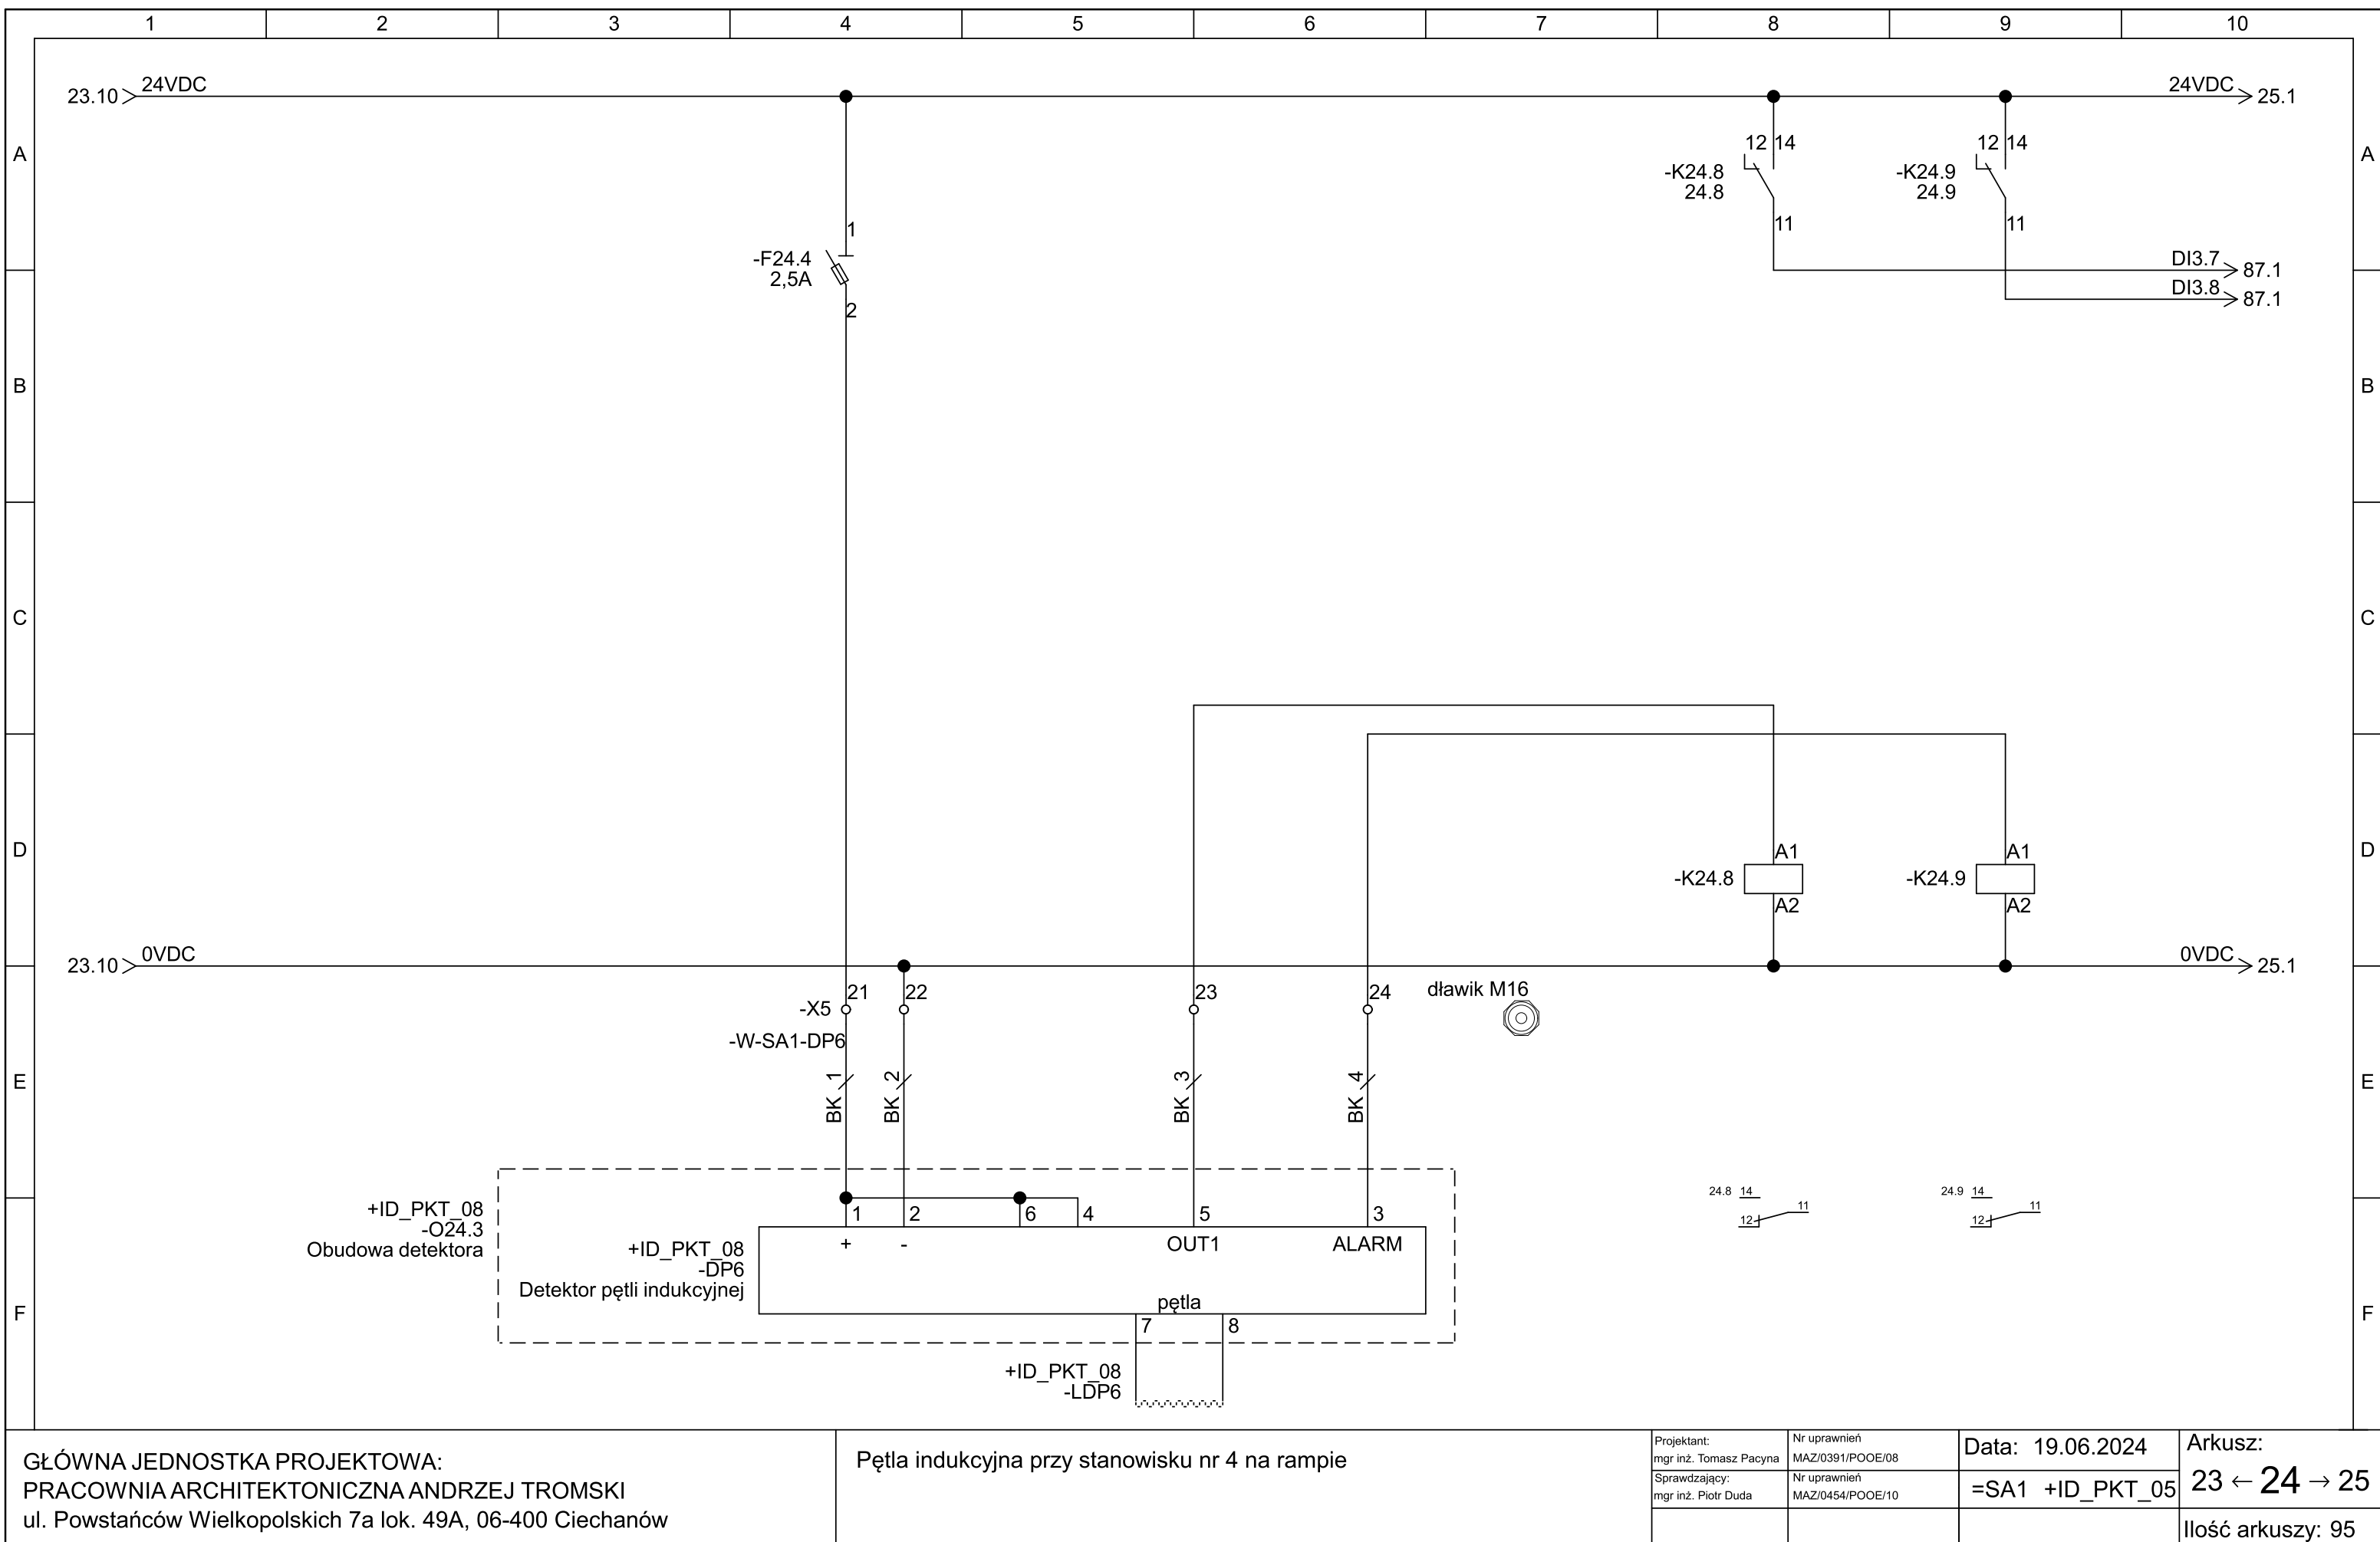 1 2 3 4 5 6 7 8 9 10
23.10 24VDC 24VDC 25.1
A 12 14 12 14 A
-K24.8 -K24.9
24.8 24.9
11 11
1
-F24.4
2,5A
2
DI3.7 87.1
DI3.8 87.1
B B
C C
D D
A1 A1
-K24.8 -K24.9
A2 A2
23.10 0VDC 0VDC 25.1
21 22 23 24 dławik M16
-X5
-W-SA1-DP6
E E
BK 1 BK 2 BK 3 BK 4
24.8 14 24.9 14
11 11
12 12
+ID_PKT_08
-O24.3
Obudowa detektora
1 2 6 4 5 3
+ - OUT1 ALARM
+ID_PKT_08
-DP6
Detektor pętli indukcyjnej
pętla
F F
7 8
+ID_PKT_08
-LDP6
GŁÓWNA JEDNOSTKA PROJEKTOWA:
PRACOWNIA ARCHITEKTONICZNA ANDRZEJ TROMSKI
ul. Powstańców Wielkopolskich 7a lok. 49A, 06-400 Ciechanów
Pętla indukcyjna przy stanowisku nr 4 na rampie
Projektant: Nr uprawnień
mgr inż. Tomasz Pacyna MAZ/0391/POOE/08
Sprawdzający: Nr uprawnień
mgr inż. Piotr Duda MAZ/0454/POOE/10
Data: 19.06.2024
=SA1 +ID_PKT_05
Arkusz:
23 ← 24 → 25
Ilość arkuszy: 95